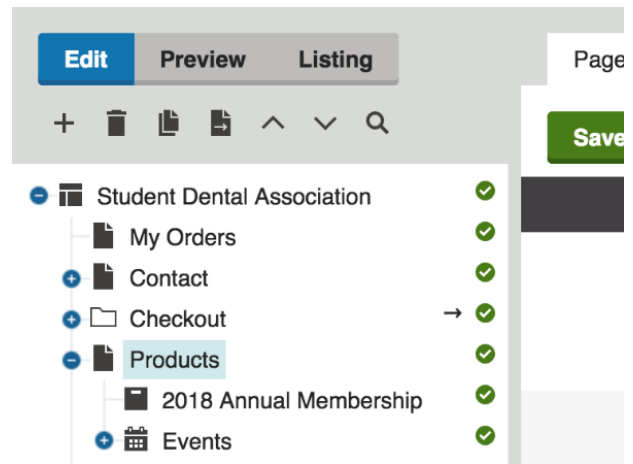 Edit Preview Listing
Page
Save
Student Dental Association
My Orders
Contact
Checkout
Products
2018 Annual Membership
Events